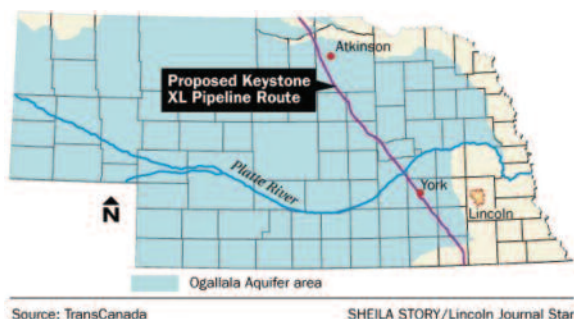 Atkinson
Proposed Keystone
XL Pipeline Route
Platte River
York
Lincoln
N
Ogallala Aquifer area
Source: TransCanada
SHEILA STORY/Lincoln Journal Star